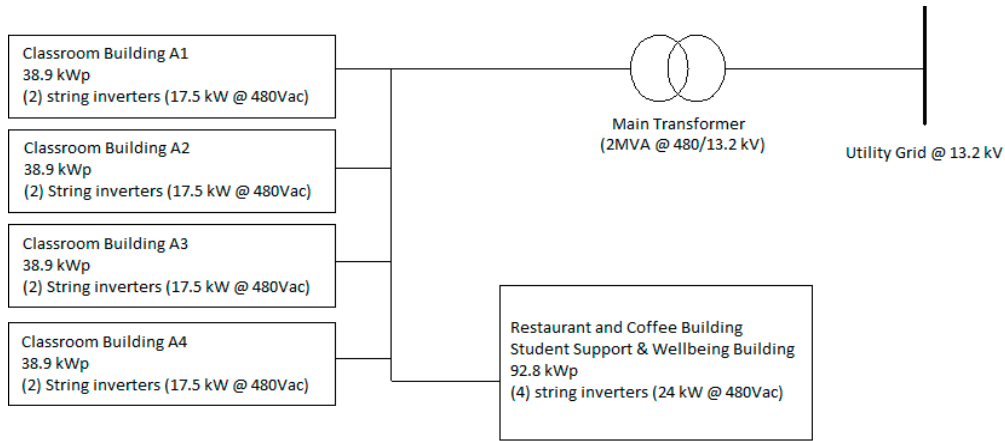 Classroom Building A1
38.9 kWp
(2) string inverters (17.5 kW @ 480Vac)
Classroom Building A2
38.9 kWp
(2) String inverters (17.5 kW @ 480Vac)
Classroom Building A3
38.9 kWp
(2) String inverters (17.5 kW @ 480Vac)
Classroom Building A4
38.9 kWp
(2) String inverters (17.5 kW @ 480Vac)
Main Transformer
(2MVA @ 480/13.2 kV)
Utility Grid @ 13.2 kV
Restaurant and Coffee Building
Student Support & Wellbeing Building
92.8 kWp
(4) string inverters (24 kW @ 480Vac)